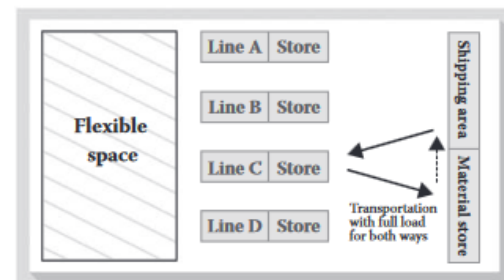 Flexible
space
Line A Store
Line B Store
Line C Store
Line D Store
Shipping area
Material store
Transportation
with full load
for both ways